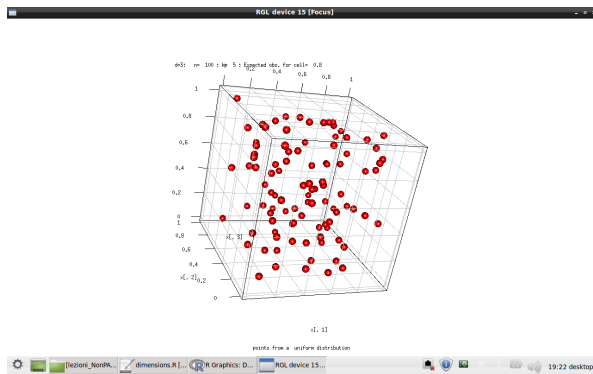 RGL device 15 [Focus]
d=3: n= 100 ; kp 5 ; Expected obs. for cell= 0.8
0.2 0.4 0.6 0.8 1
1
0.8
0.6
0.4
0.2
0
1
0.8
0.6
0.4
0.2
0
x[, 3]
x[, 2]
x[, 1]
points from a uniform distribution
[lezioni_NonPA... dimensions.R [... R Graphics: D... RGL device 15... 19:22 desktop